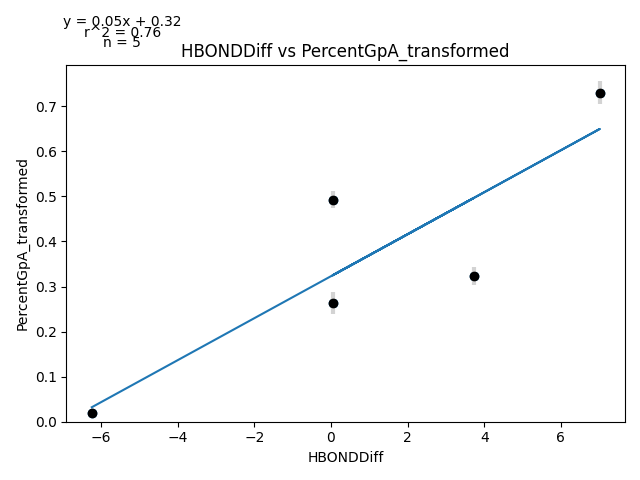 y = 0.05x + 0.32
r^2 = 0.76
n = 5
HBONDDiff vs PercentGpA_transformed
PercentGpA_transformed
0.7
0.6
0.5
0.4
0.3
0.2
0.1
0.0
−6
−4
−2
0
2
4
6
HBONDDiff